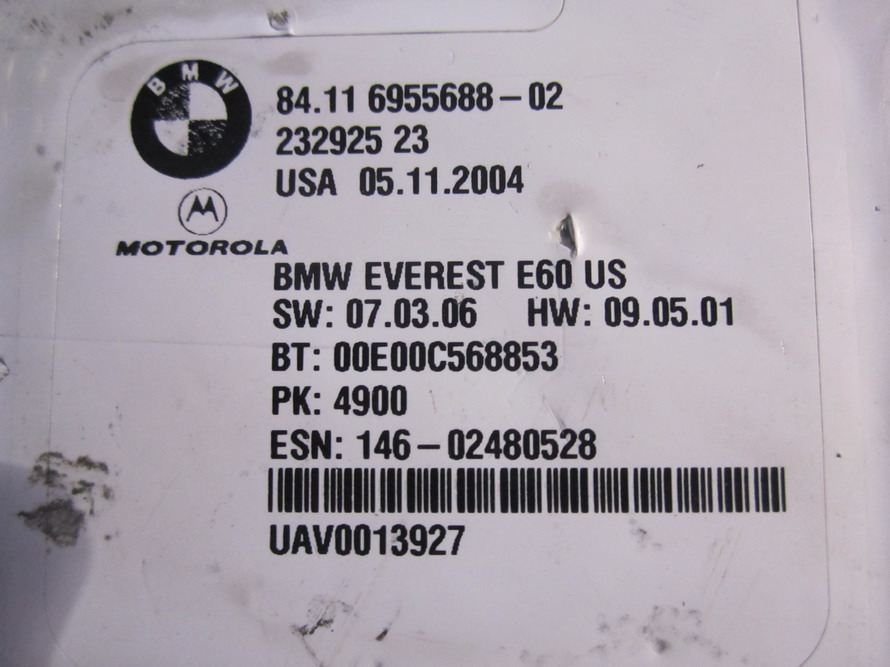 BMW
84.11 6955688-02
232925 23
USA 05.11.2004
MOTOROLA
BMW EVEREST E60 US
SW: 07.03.06 HW: 09.05.01
BT: 00E00C568853
PK: 4900
ESN: 146-02480528
UAV0013927